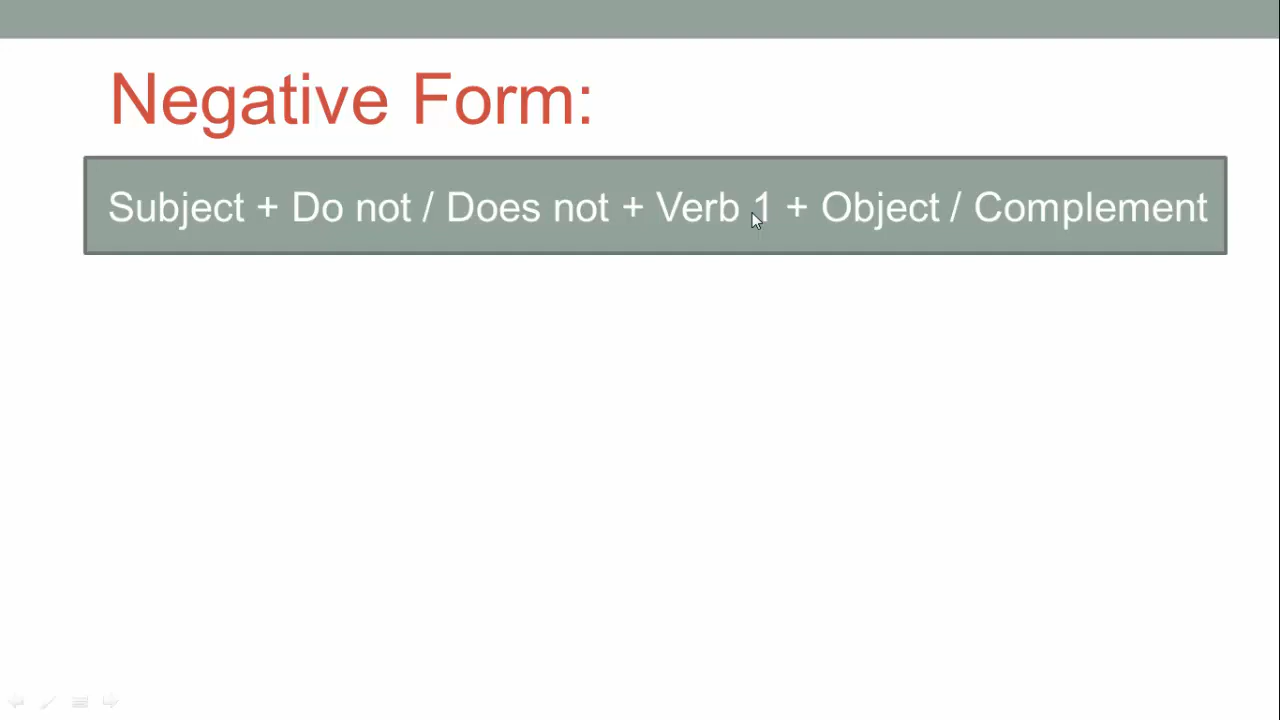 Negative Form:
Subject + Do not / Does not + Verb 1 + Object / Complement